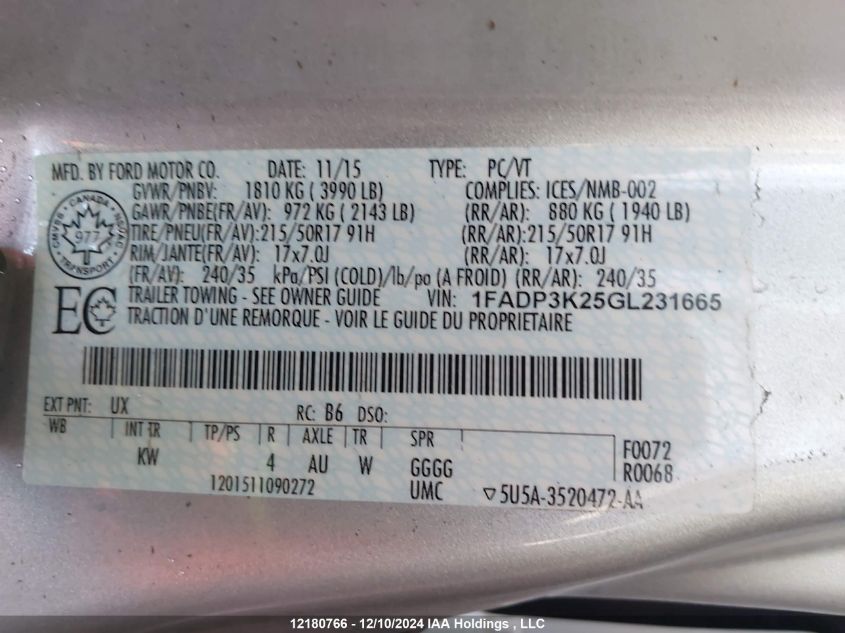 MFD. BY FORD MOTOR CO. DATE: 11/15 TYPE: PC/VT
GVWR/PNBV: 1810 KG ( 3990 LB) COMPLIES: ICES/NMB-002
GAWR/PNBE(FR/AV): 972 KG ( 2143 LB) (RR/AR): 880 KG ( 1940 LB)
TIRE/PNEU(FR/AV): 215/50R17 91H (RR/AR): 215/50R17 91H
RIM/JANTE(FR/AV): 17x7.0J (RR/AR): 17x7.0J
(FR/AV): 240/35 kPa/PSI (COLD)/lb/po (A FROID) (RR/AR): 240/35
TRAILER TOWING - SEE OWNER GUIDE VIN: 1FADP3K25GL231665
TRACTION D'UNE REMORQUE - VOIR LE GUIDE DU PROPRIETAIRE
CANADA
977
TRANSPORT
EC
EXT PNT: UX RC: B6 DSO:
WB INT TR TP/PS R AXLE TR SPR F0072
KW 4 AU W GGGG R0068
1201511090272 UMC ▽5U5A-3520472-AA
12180766 - 12/10/2024 IAA Holdings , LLC